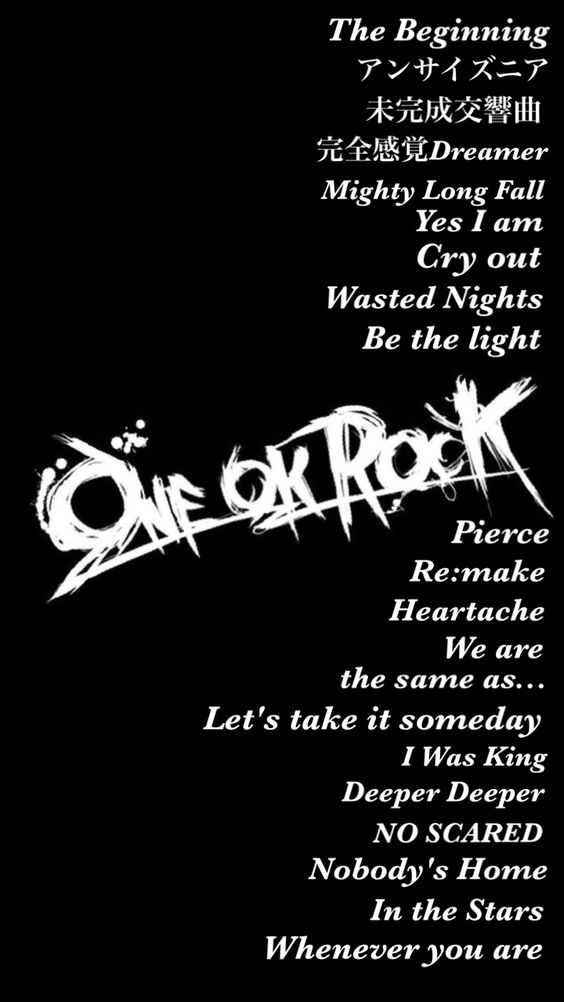 The Beginning
アンサイズニア
未完成交響曲
完全感覚Dreamer
Mighty Long Fall
Yes I am
Cry out
Wasted Nights
Be the light
ONE OK ROCK
Pierce
Re:make
Heartache
We are
the same as...
Let's take it someday
I Was King
Deeper Deeper
NO SCARED
Nobody's Home
In the Stars
Whenever you are